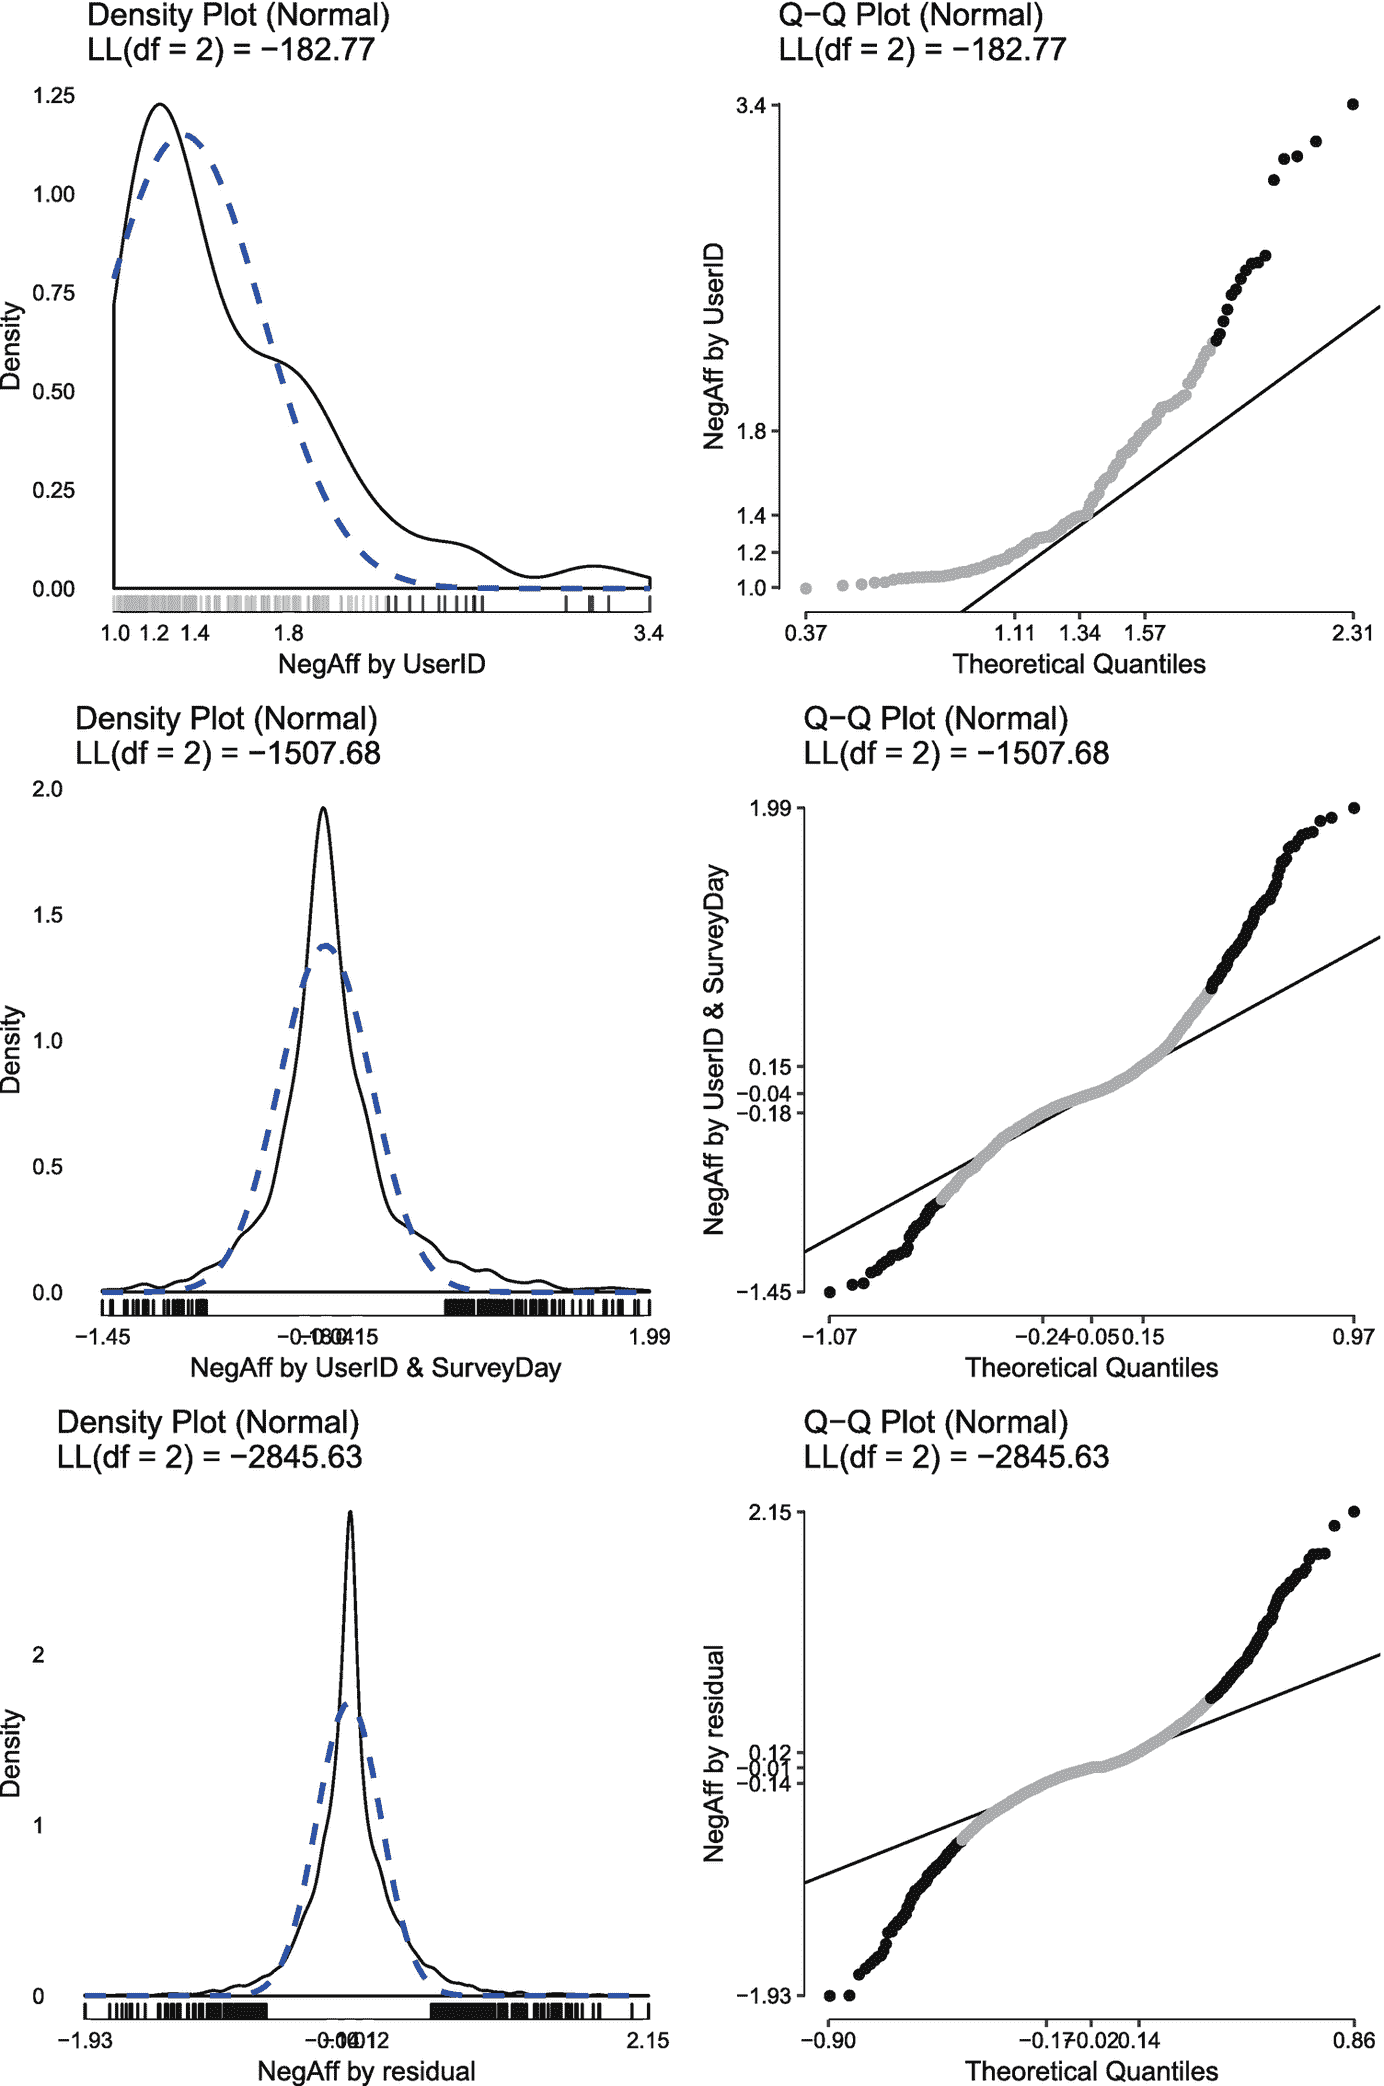 Density Plot (Normal)
LL(df = 2) = −182.77
1.25
1.00
0.75
0.50
0.25
0.00
Density
1.0 1.2 1.4 1.8 3.4
NegAff by UserID
Q−Q Plot (Normal)
LL(df = 2) = −182.77
3.4
1.8
1.4
1.2
1.0
NegAff by UserID
0.37 1.11 1.34 1.57 2.31
Theoretical Quantiles
Density Plot (Normal)
LL(df = 2) = −1507.68
2.0
1.5
1.0
0.5
0.0
Density
−1.45 −0.18 −0.04 0.15 1.99
NegAff by UserID & SurveyDay
Q−Q Plot (Normal)
LL(df = 2) = −1507.68
1.99
0.15
−0.04
−0.18
−1.45
NegAff by UserID & SurveyDay
−1.07 −0.24 −0.05 0.15 0.97
Theoretical Quantiles
Density Plot (Normal)
LL(df = 2) = −2845.63
2
1
0
Density
−1.93 0.12 2.15
NegAff by residual
Q−Q Plot (Normal)
LL(df = 2) = −2845.63
2.15
0.12
−0.01
−0.14
−1.93
NegAff by residual
−0.90 −0.17 −0.02 0.14 0.86
Theoretical Quantiles